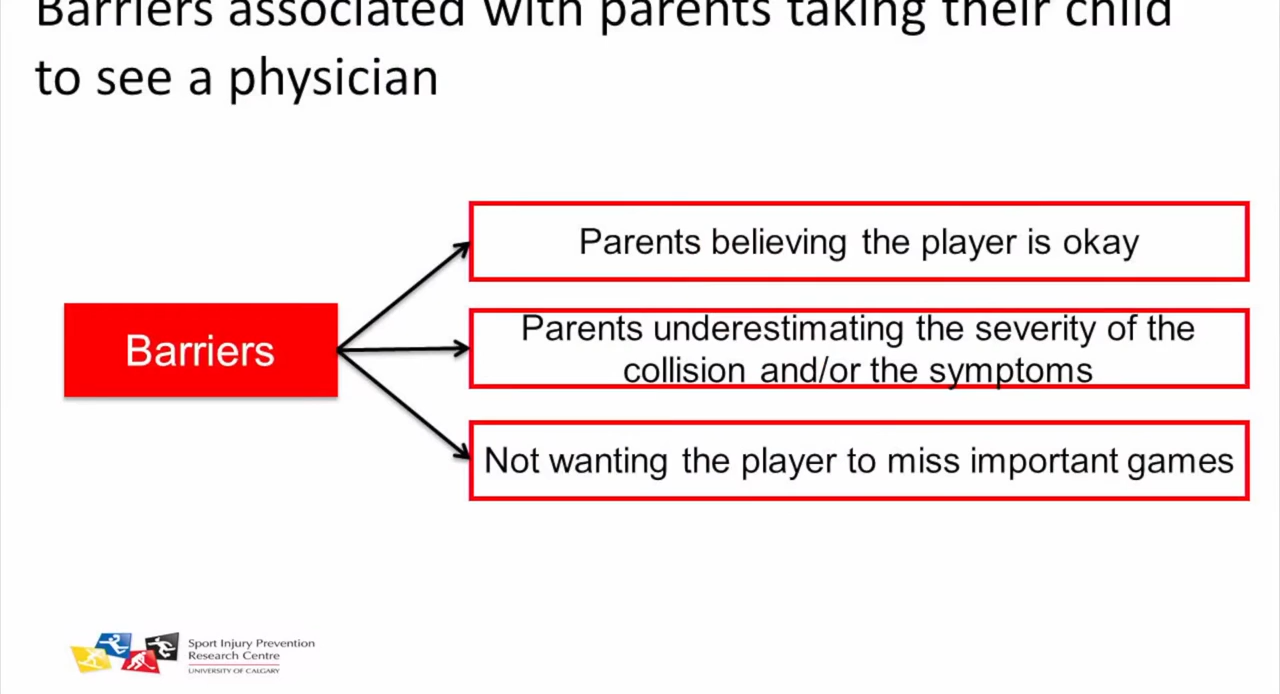 Barriers associated with parents taking their child
to see a physician
Parents believing the player is okay
Barriers
Parents underestimating the severity of the
collision and/or the symptoms
Not wanting the player to miss important games
Sport Injury Prevention
Research Centre
UNIVERSITY OF CALGARY